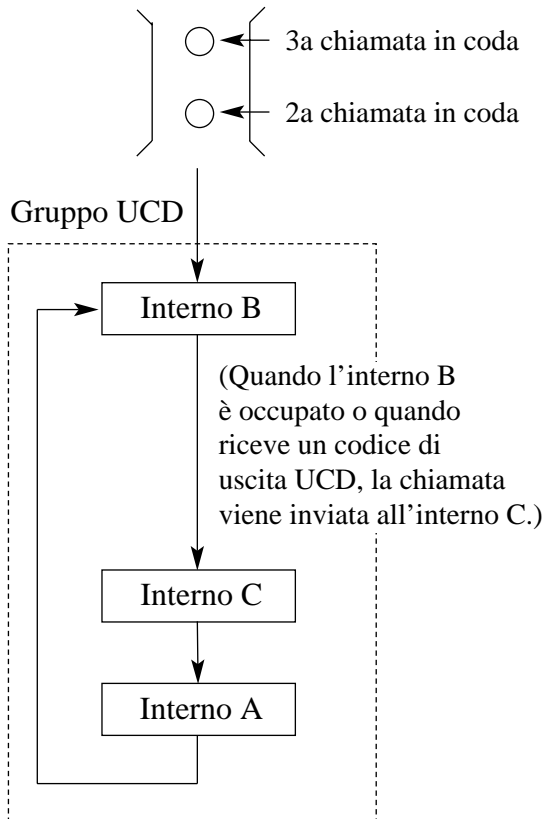 3a chiamata in coda
2a chiamata in coda
Gruppo UCD
Interno B
(Quando l’interno B
è occupato o quando
riceve un codice di
uscita UCD, la chiamata
viene inviata all’interno C.)
Interno C
Interno A